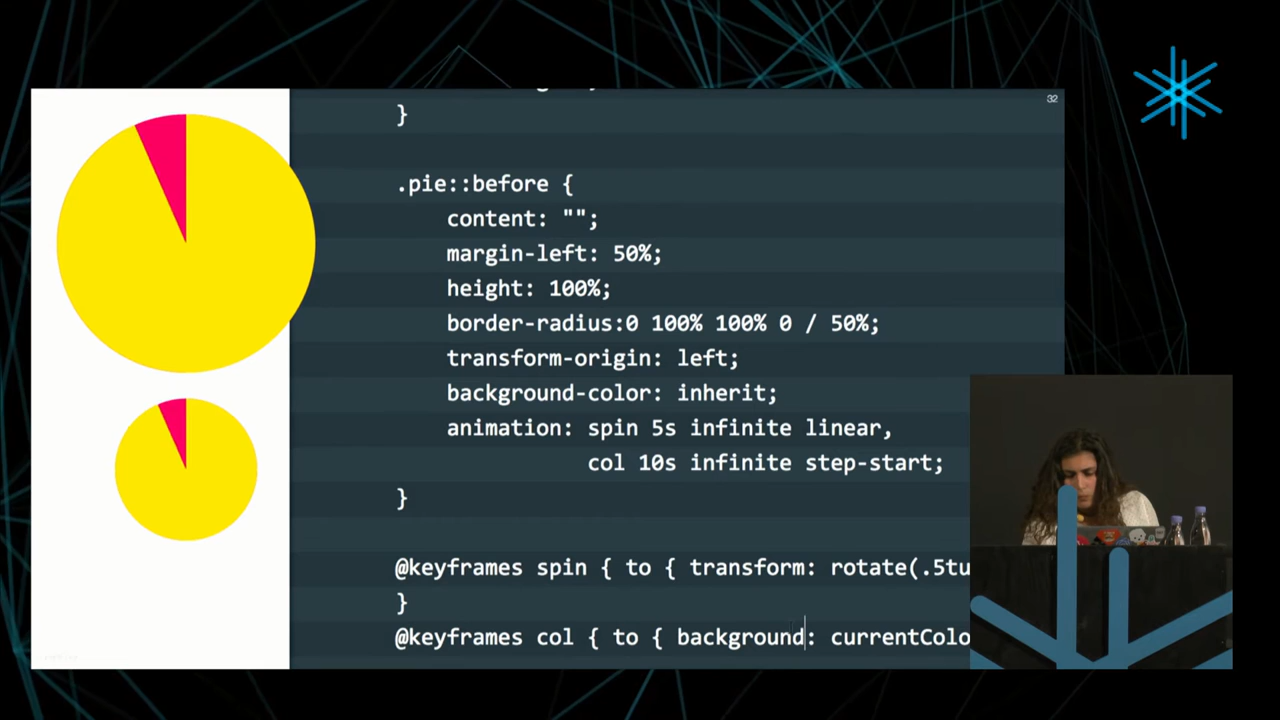 32
}
.pie::before {
content: "";
margin-left: 50%;
height: 100%;
border-radius:0 100% 100% 0 / 50%;
transform-origin: left;
background-color: inherit;
animation: spin 5s infinite linear,
col 10s infinite step-start;
}
@keyframes spin { to { transform: rotate(.5tu
}
@keyframes col { to { background: currentColo